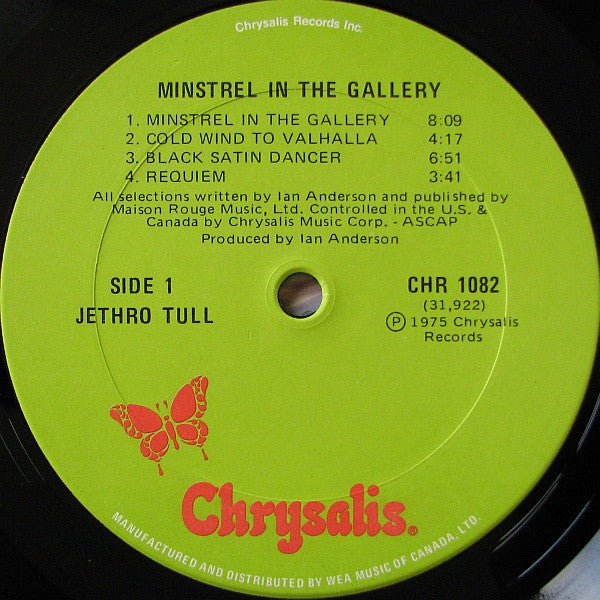 Chrysalis Records Inc.
MINSTREL IN THE GALLERY
1. MINSTREL IN THE GALLERY 8:09
2. COLD WIND TO VALHALLA 4:17
3. BLACK SATIN DANCER 6:51
4. REQUIEM 3:41
All selections written by Ian Anderson and published by
Maison Rouge Music, Ltd. Controlled in the U.S. &
Canada by Chrysalis Music Corp. - ASCAP
Produced by Ian Anderson
SIDE 1
JETHRO TULL
CHR 1082
(31,922)
Ⓟ 1975 Chrysalis
Records
Chrysalis®
MANUFACTURED AND DISTRIBUTED BY WEA MUSIC OF CANADA, LTD.